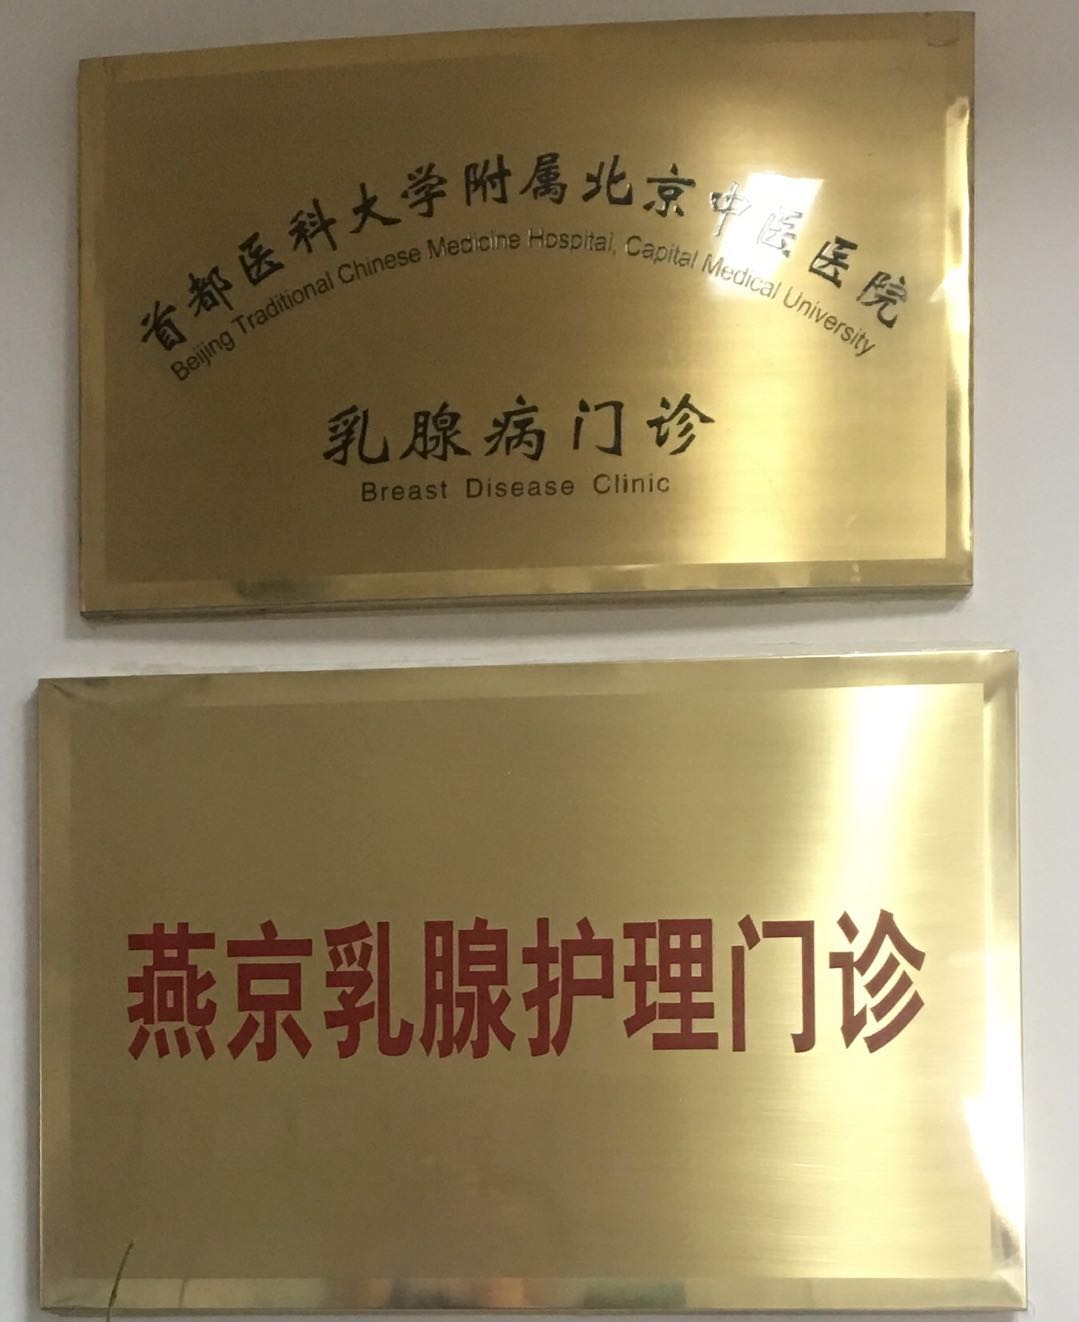 首都医科大学附属北京中医医院
Beijing Traditional Chinese Medicine Hospital, Capital Medical University
乳腺病门诊
Breast Disease Clinic
燕京乳腺护理门诊